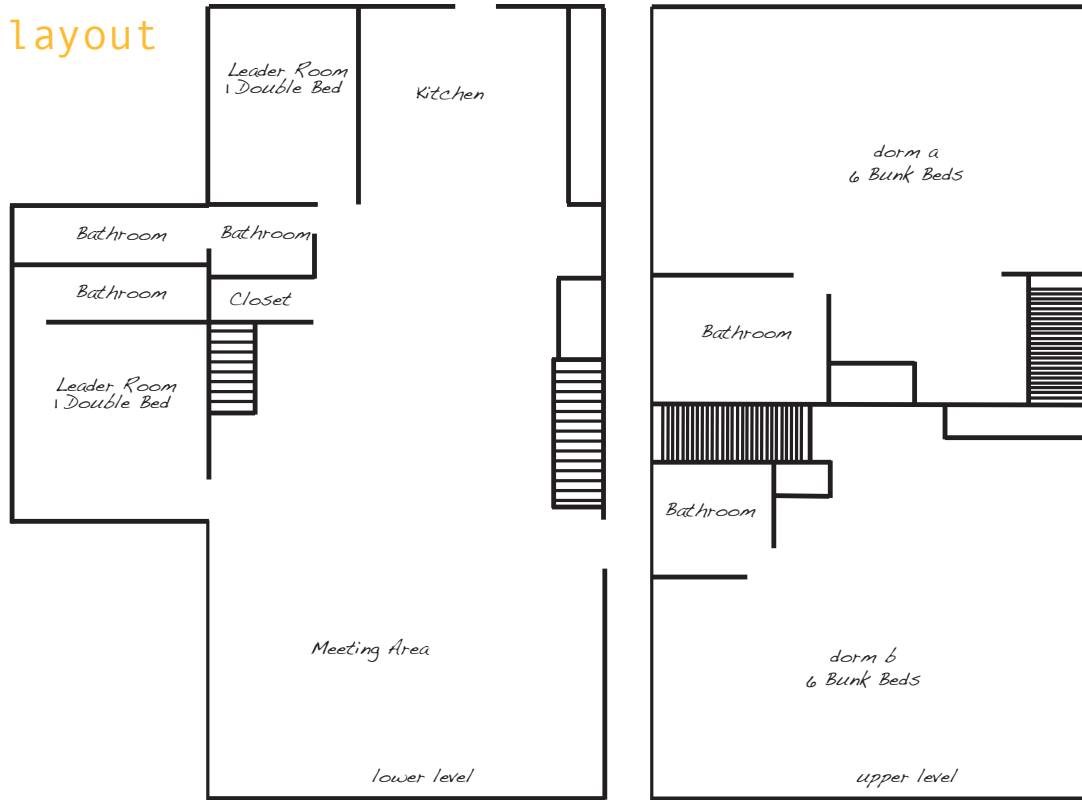 layout
Leader Room
1 Double Bed
Kitchen
Bathroom
Bathroom
Bathroom
Closet
Leader Room
1 Double Bed
Meeting Area
lower level
dorm a
6 Bunk Beds
Bathroom
Bathroom
dorm b
6 Bunk Beds
upper level